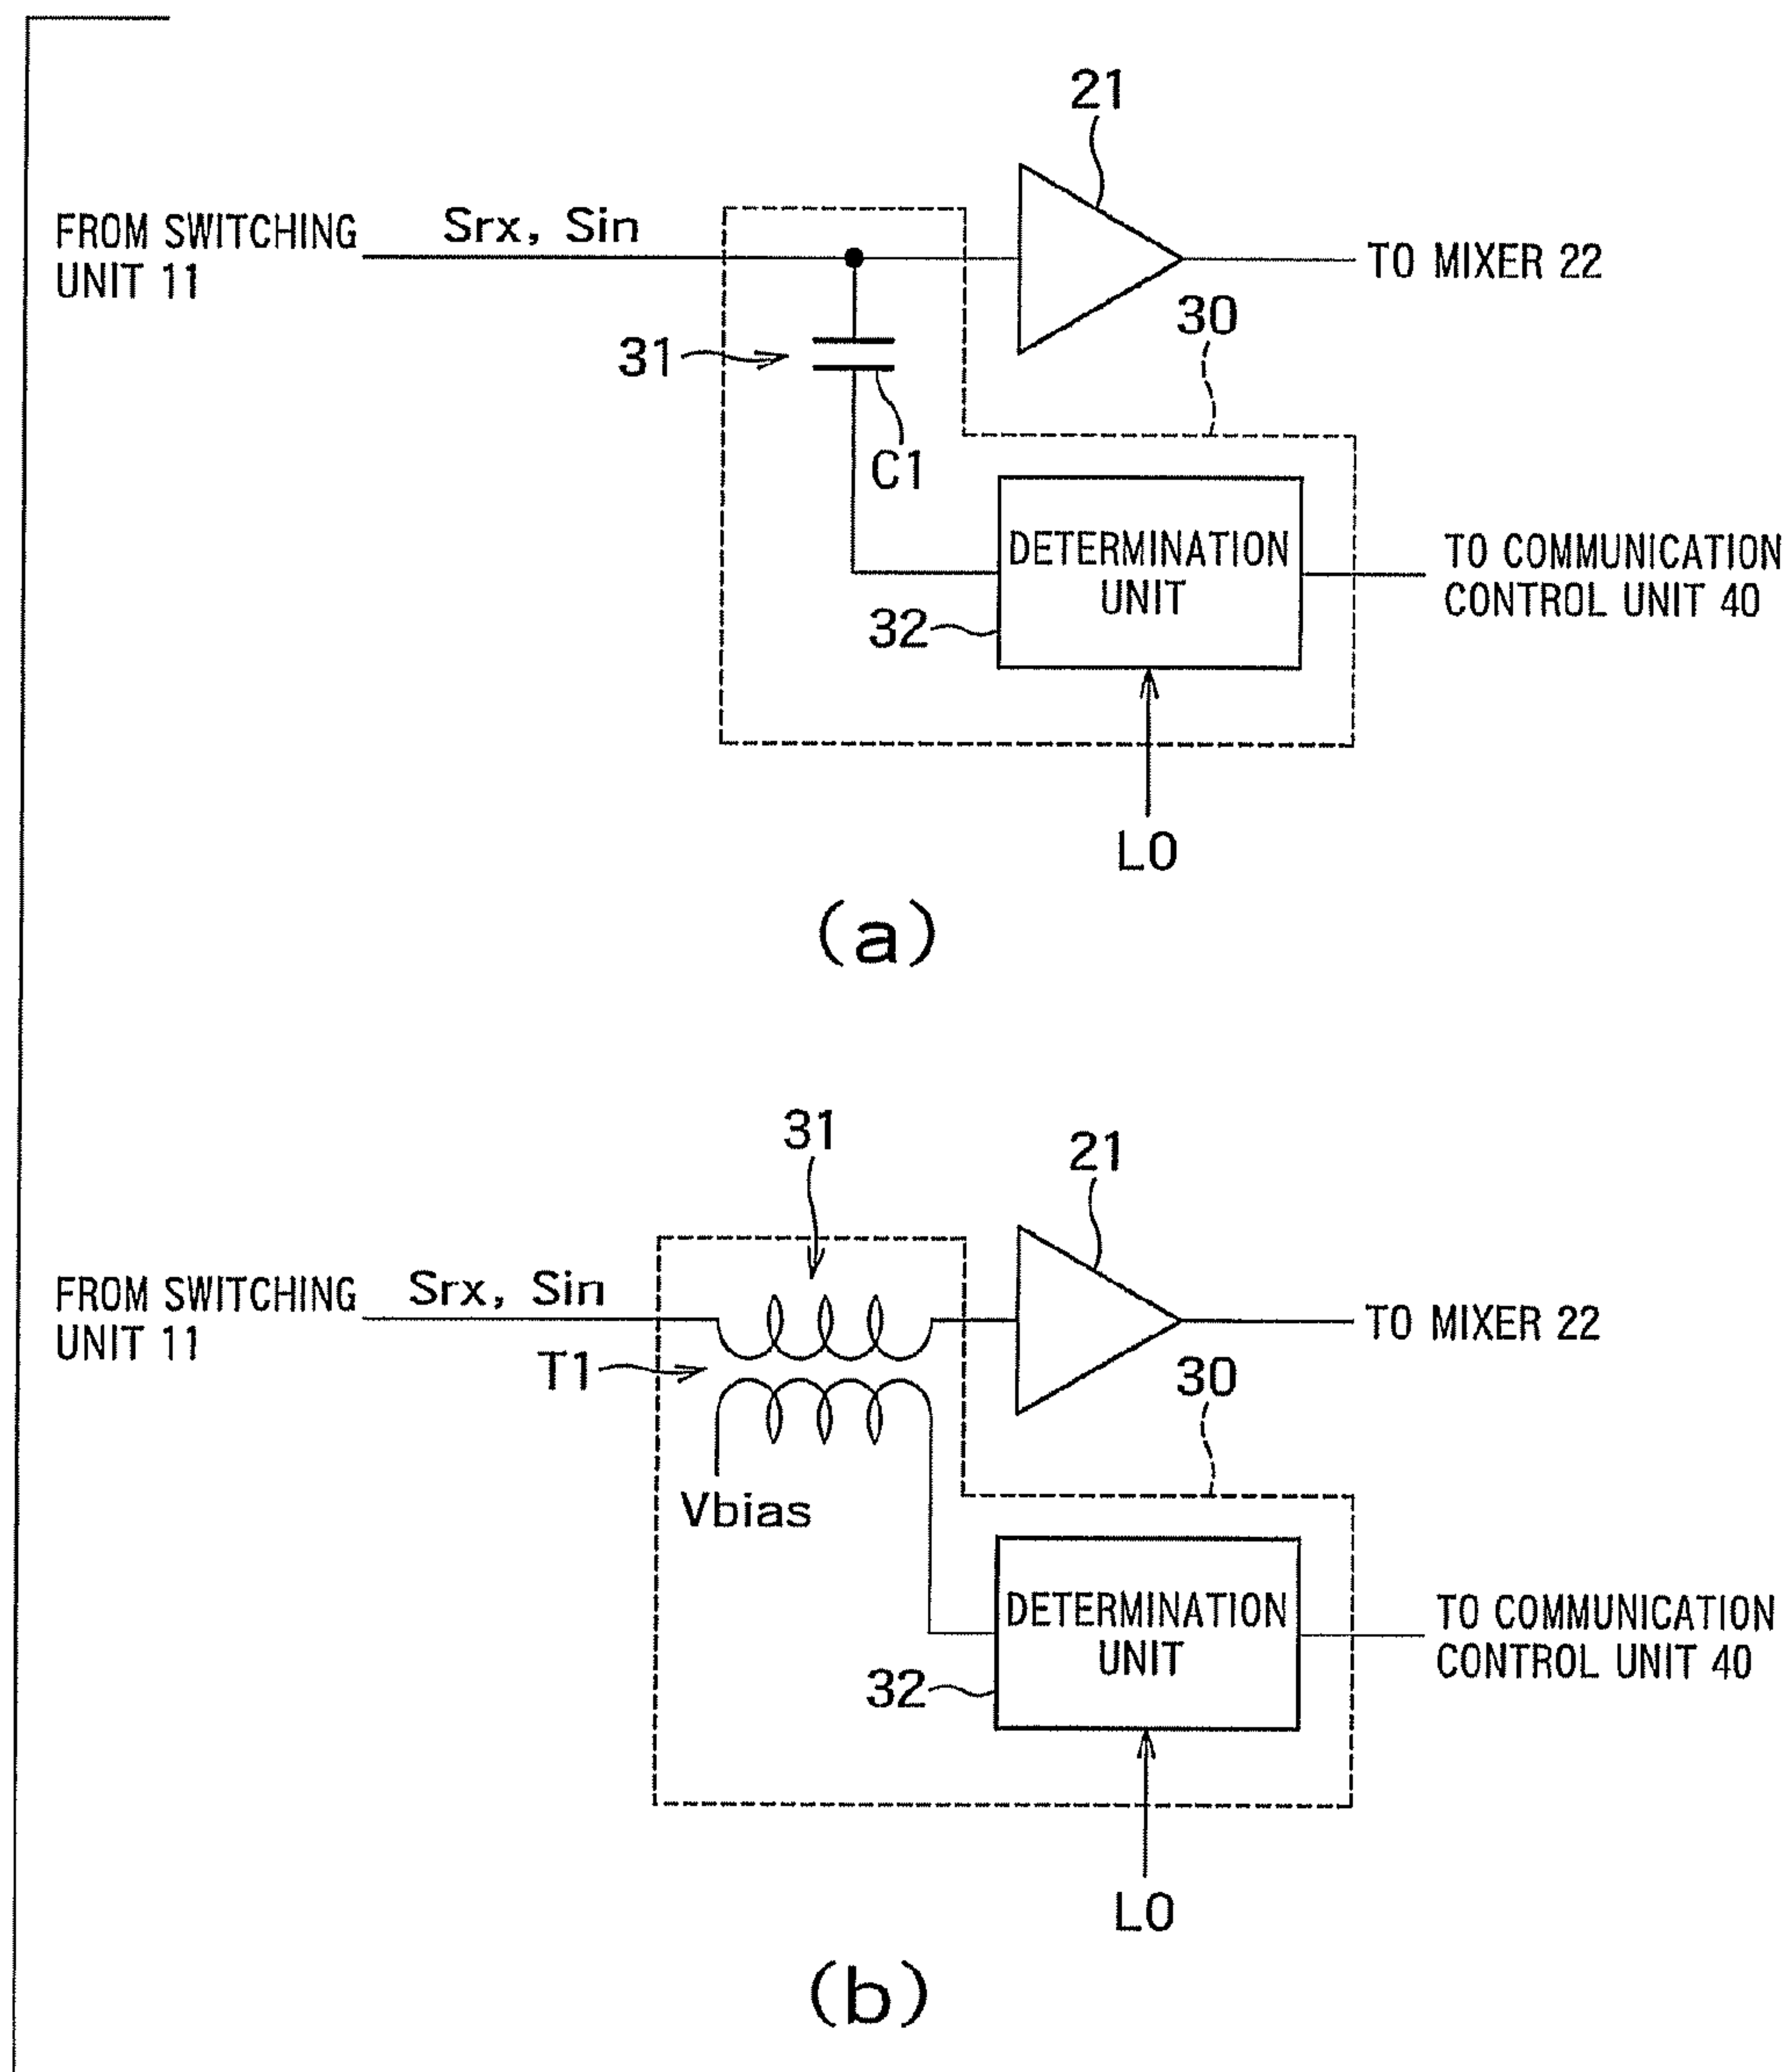 21
FROM SWITCHING
UNIT 11
Srx, Sin
TO MIXER 22
30
31
C1
DETERMINATION
UNIT
32
TO COMMUNICATION
CONTROL UNIT 40
LO
(a)
31
21
FROM SWITCHING
UNIT 11
Srx, Sin
TO MIXER 22
T1
30
Vbias
DETERMINATION
UNIT
32
TO COMMUNICATION
CONTROL UNIT 40
LO
(b)